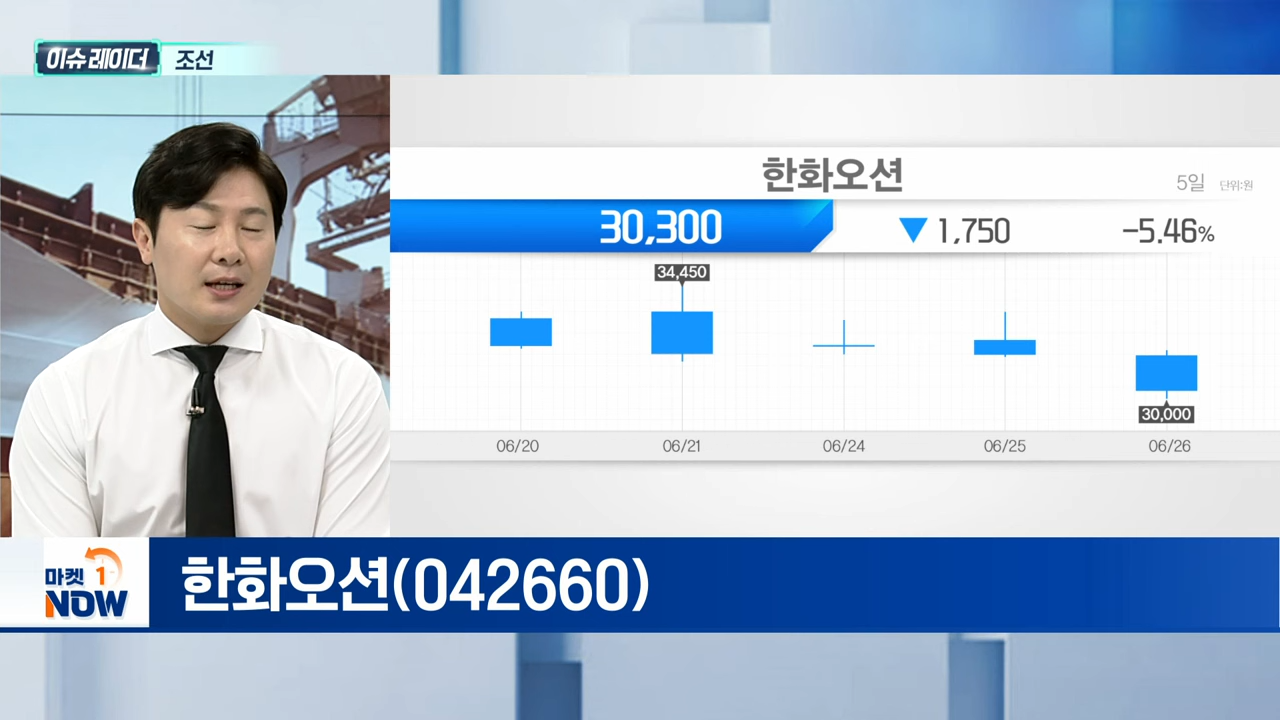 이슈 레이더 조선
한화오션
5일 단위:원
30,300 ▼ 1,750 -5.46%
34,450
30,000
06/20 06/21 06/24 06/25 06/26
마켓 1
NOW
한화오션(042660)